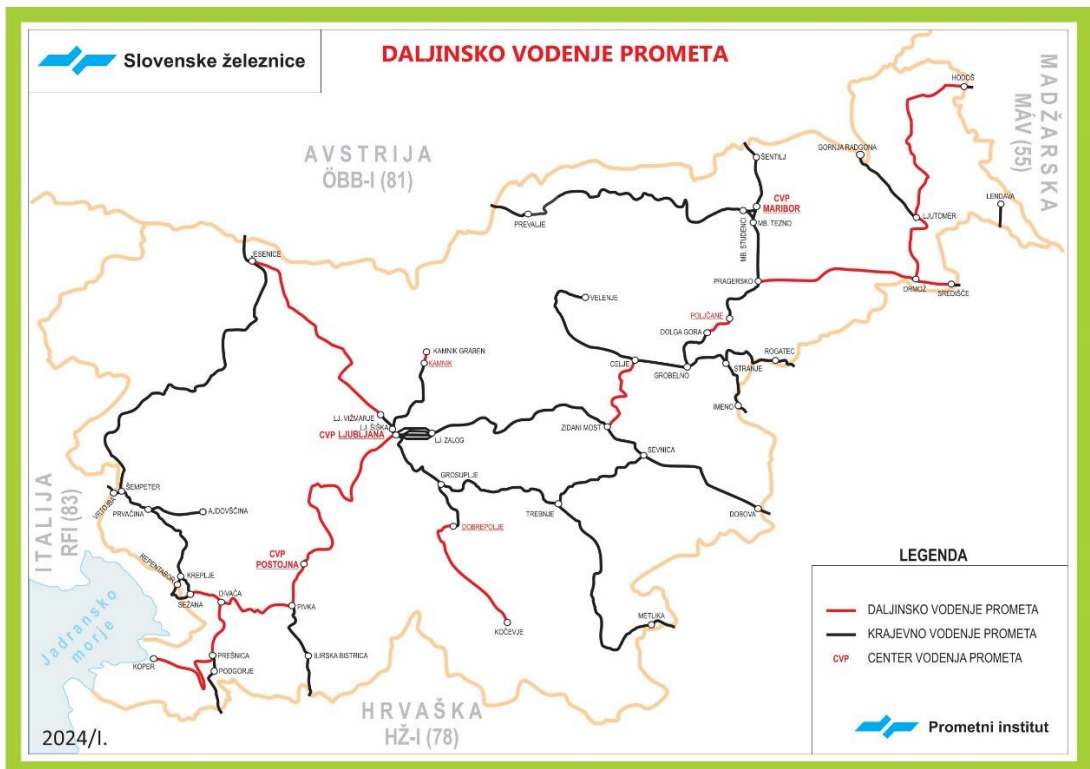 Slovenske železnice
DALJINSKO VODENJE PROMETA
MADŽARSKA
MÁV (55)
HODOŠ
AVSTRIJA
ÖBB-I (81)
ŠENTILJ
GORNJA RADGONA
CVP
MARIBOR
LENDAVA
PREVALJE
MB. TEZNO
MB. STUDENCI
LJUTOMER
JESENICE
PRAGERSKO
ORMOŽ
SREDIŠČE
VELENJE
POLJČANE
DOLGA GORA
KAMNIK GRABEN
KAMNIK
CELJE
GROBELNO
ROGATEC
STRANJE
IMENO
LJ. VIŽMARJE
LJ. ŠIŠKA
CVP LJUBLJANA
LJ. ZALOG
ZIDANI MOST
SEVNICA
GROSUPLJE
ITALIJA
RFI (83)
ŠEMPETER
VRTOJBA
PRVAČINA
AJDOVŠČINA
TREBNJE
DOBOVA
DOBREPOLJE
CVP
POSTOJNA
REPENTABOR
KREPLJE
SEŽANA
DIVAČA
PIVKA
KOČEVJE
METLIKA
Jadransko
morje
KOPER
PREŠNICA
PODGORJE
ILIRSKA BISTRICA
HRVAŠKA
HŽ-I (78)
LEGENDA
DALJINSKO VODENJE PROMETA
KRAJEVNO VODENJE PROMETA
CVP CENTER VODENJA PROMETA
Prometni institut
2024/I.